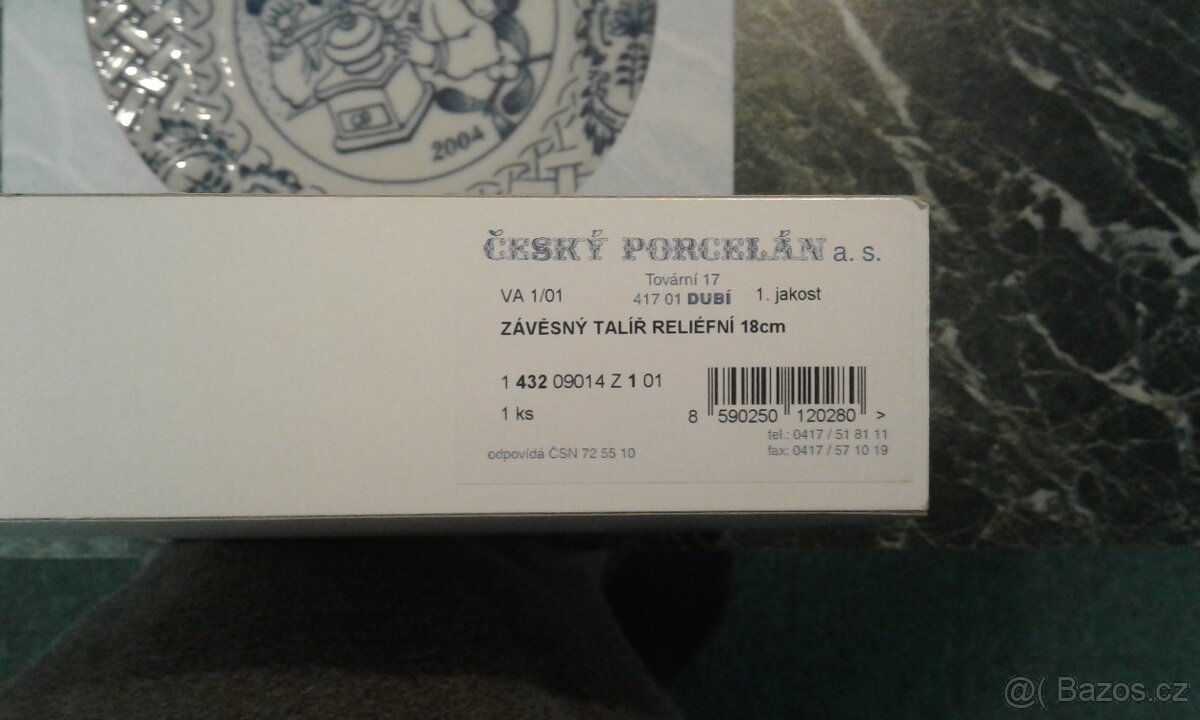 2004
ČESKÝ PORCELÁN a. s.
Tovární 17
417 01 DUBÍ
VA 1/01
1. jakost
ZÁVĚSNÝ TALÍŘ RELIÉFNÍ 18cm
1 432 09014 Z 1 01
1 ks
8 590250 120280 >
tel.: 0417 / 51 81 11
fax: 0417 / 57 10 19
odpovídá ČSN 72 55 10
@( Bazos.cz